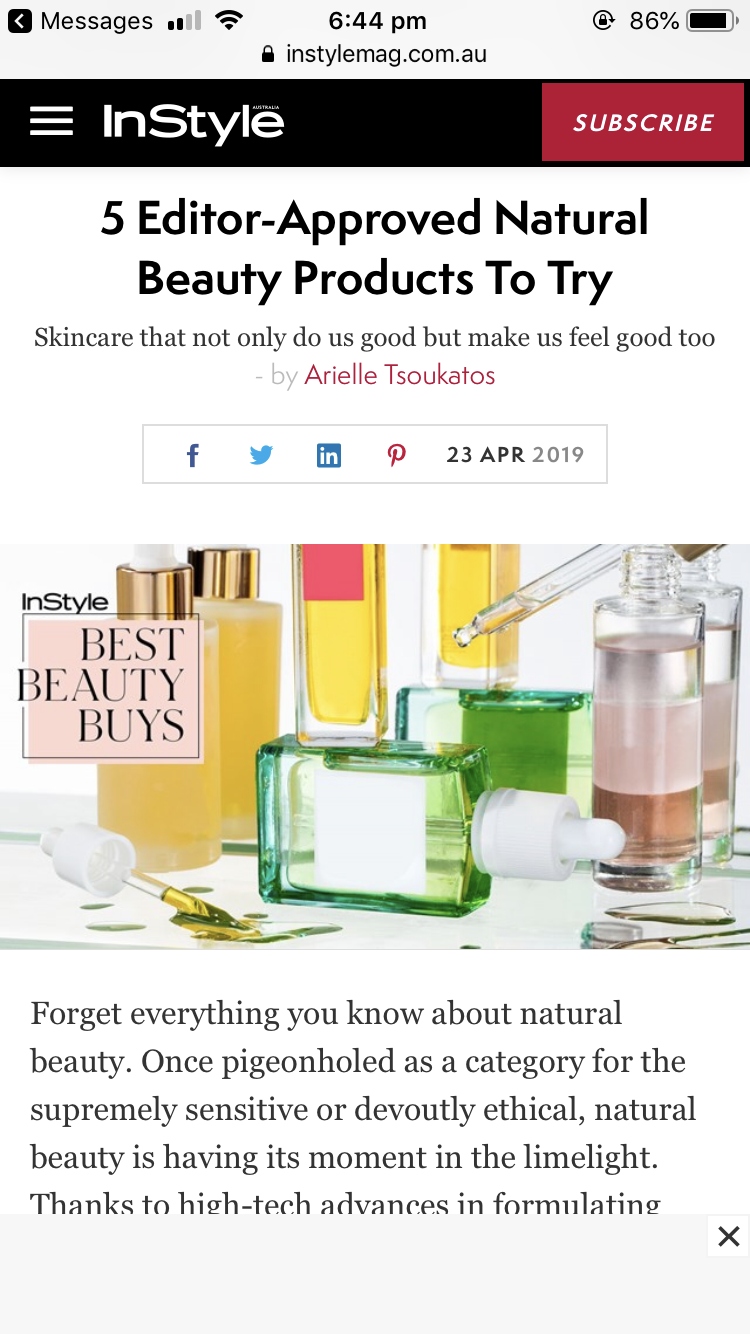 Messages
6:44 pm
86%
instylemag.com.au
InStyle
AUSTRALIA
SUBSCRIBE
5 Editor-Approved Natural
Beauty Products To Try
Skincare that not only do us good but make us feel good too
- by Arielle Tsoukatos
23 APR 2019
InStyle
BEST
BEAUTY
BUYS
Forget everything you know about natural
beauty. Once pigeonholed as a category for the
supremely sensitive or devoutly ethical, natural
beauty is having its moment in the limelight.
Thanks to high-tech advances in formulating